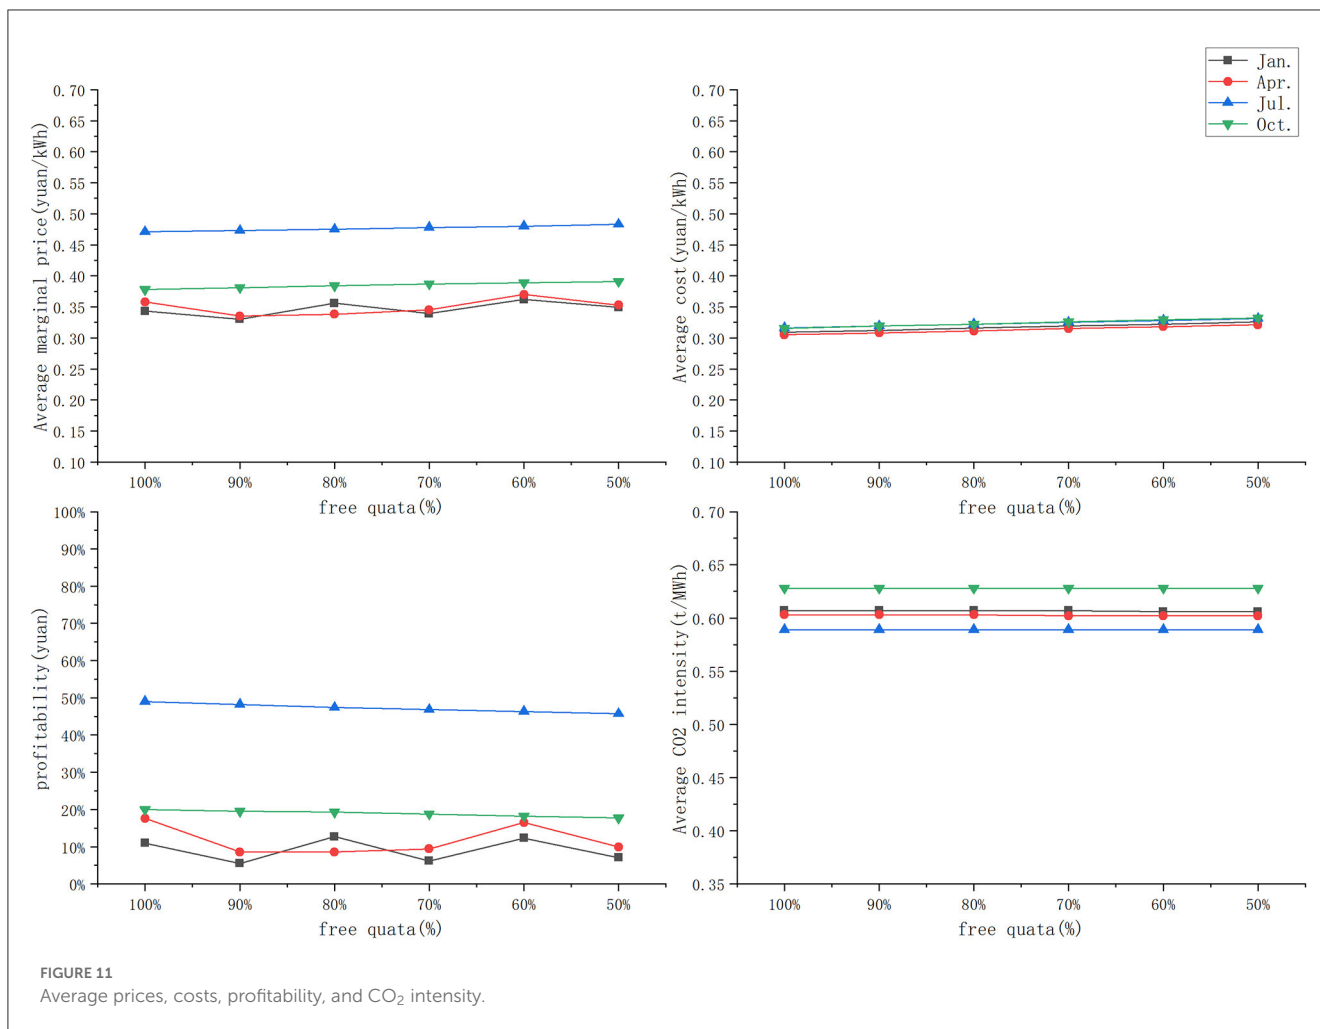 Jan.
Apr.
Jul.
Oct.
Average marginal price(yuan/kWh)
0.70
0.65
0.60
0.55
0.50
0.45
0.40
0.35
0.30
0.25
0.20
0.15
0.10
100% 90% 80% 70% 60% 50%
free quata(%)
Average cost(yuan/kWh)
0.70
0.65
0.60
0.55
0.50
0.45
0.40
0.35
0.30
0.25
0.20
0.15
0.10
100% 90% 80% 70% 60% 50%
free quata(%)
profitability(yuan)
100%
90%
80%
70%
60%
50%
40%
30%
20%
10%
0%
100% 90% 80% 70% 60% 50%
free quata(%)
Average CO2 intensity(t/MWh)
0.70
0.65
0.60
0.55
0.50
0.45
0.40
0.35
100% 90% 80% 70% 60% 50%
free quata(%)
FIGURE 11
Average prices, costs, profitability, and CO₂ intensity.